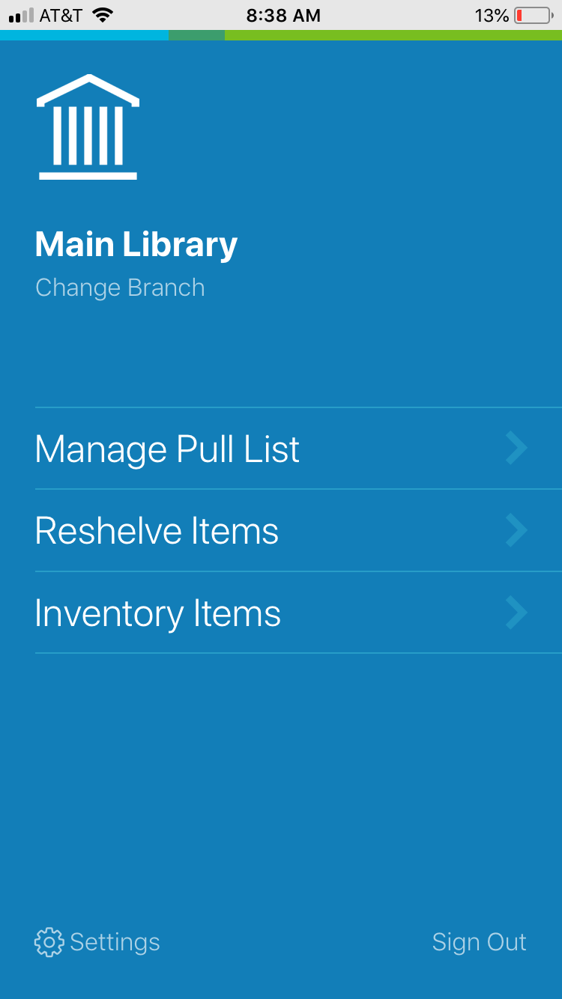 AT&T 8:38 AM 13%
Main Library
Change Branch
Manage Pull List
Reshelve Items
Inventory Items
Settings Sign Out